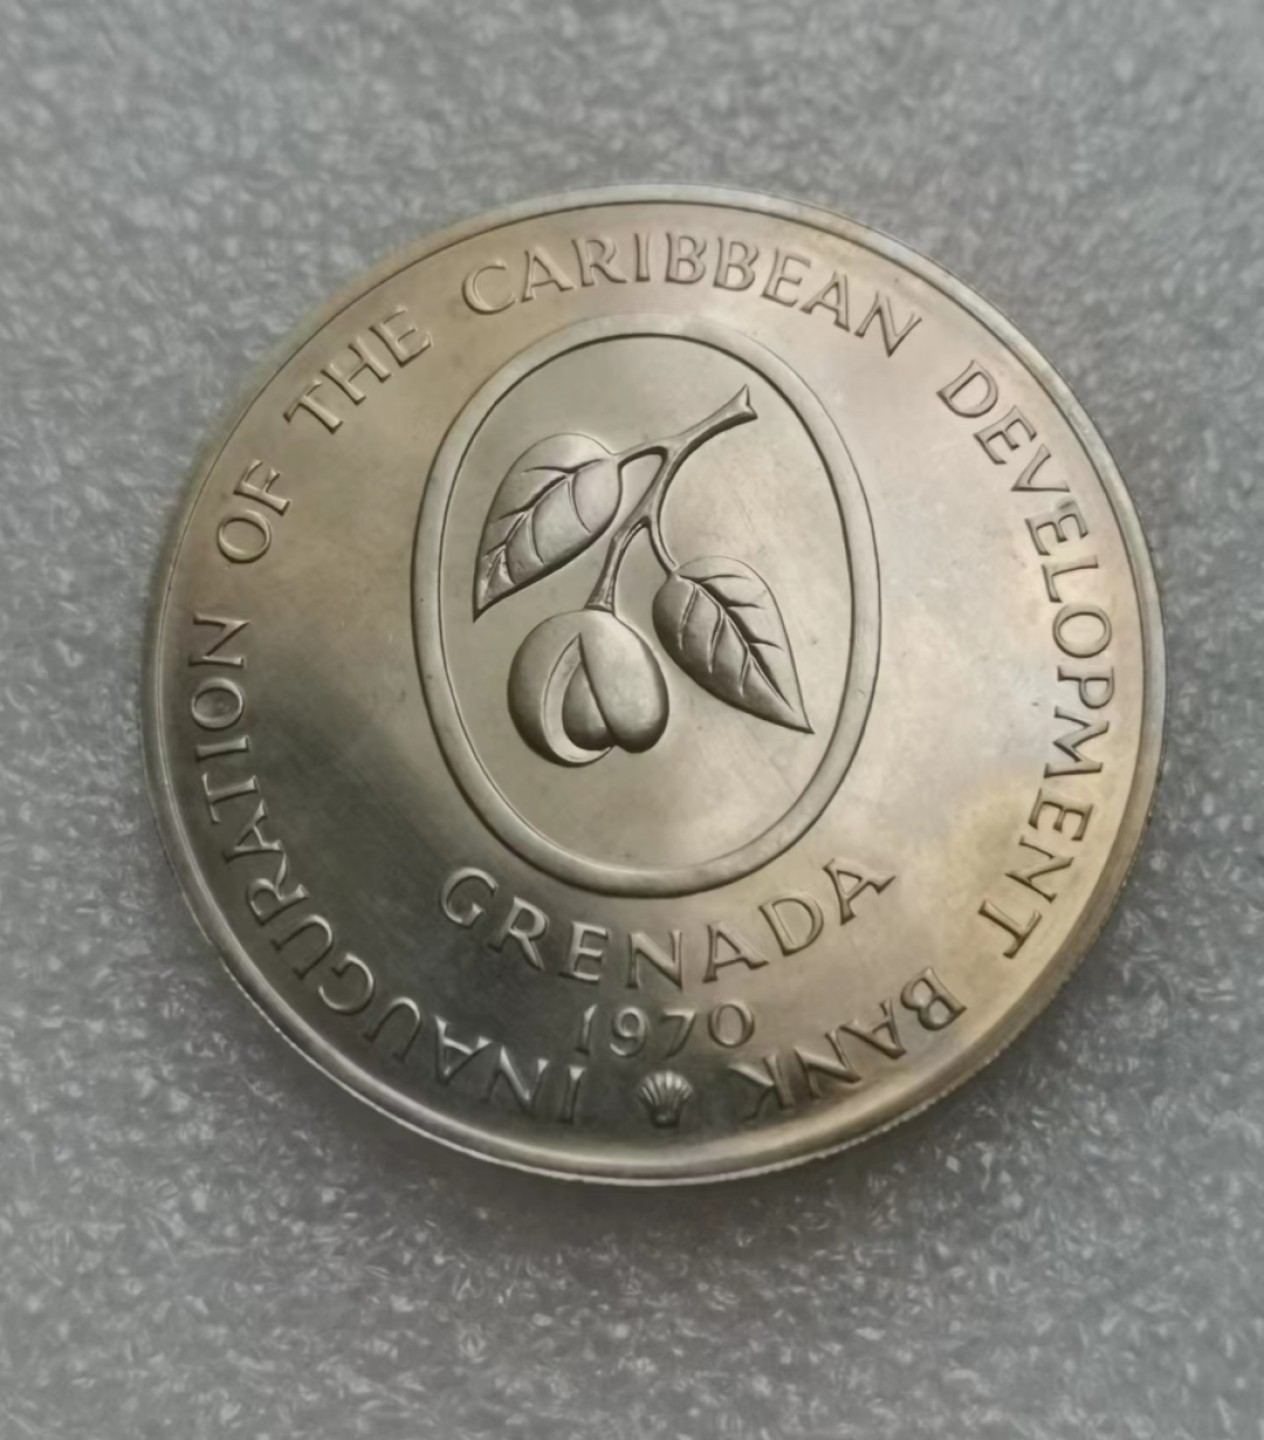 INAUGURATION OF THE CARIBBEAN DEVELOPMENT BANK
GRENADA
1970